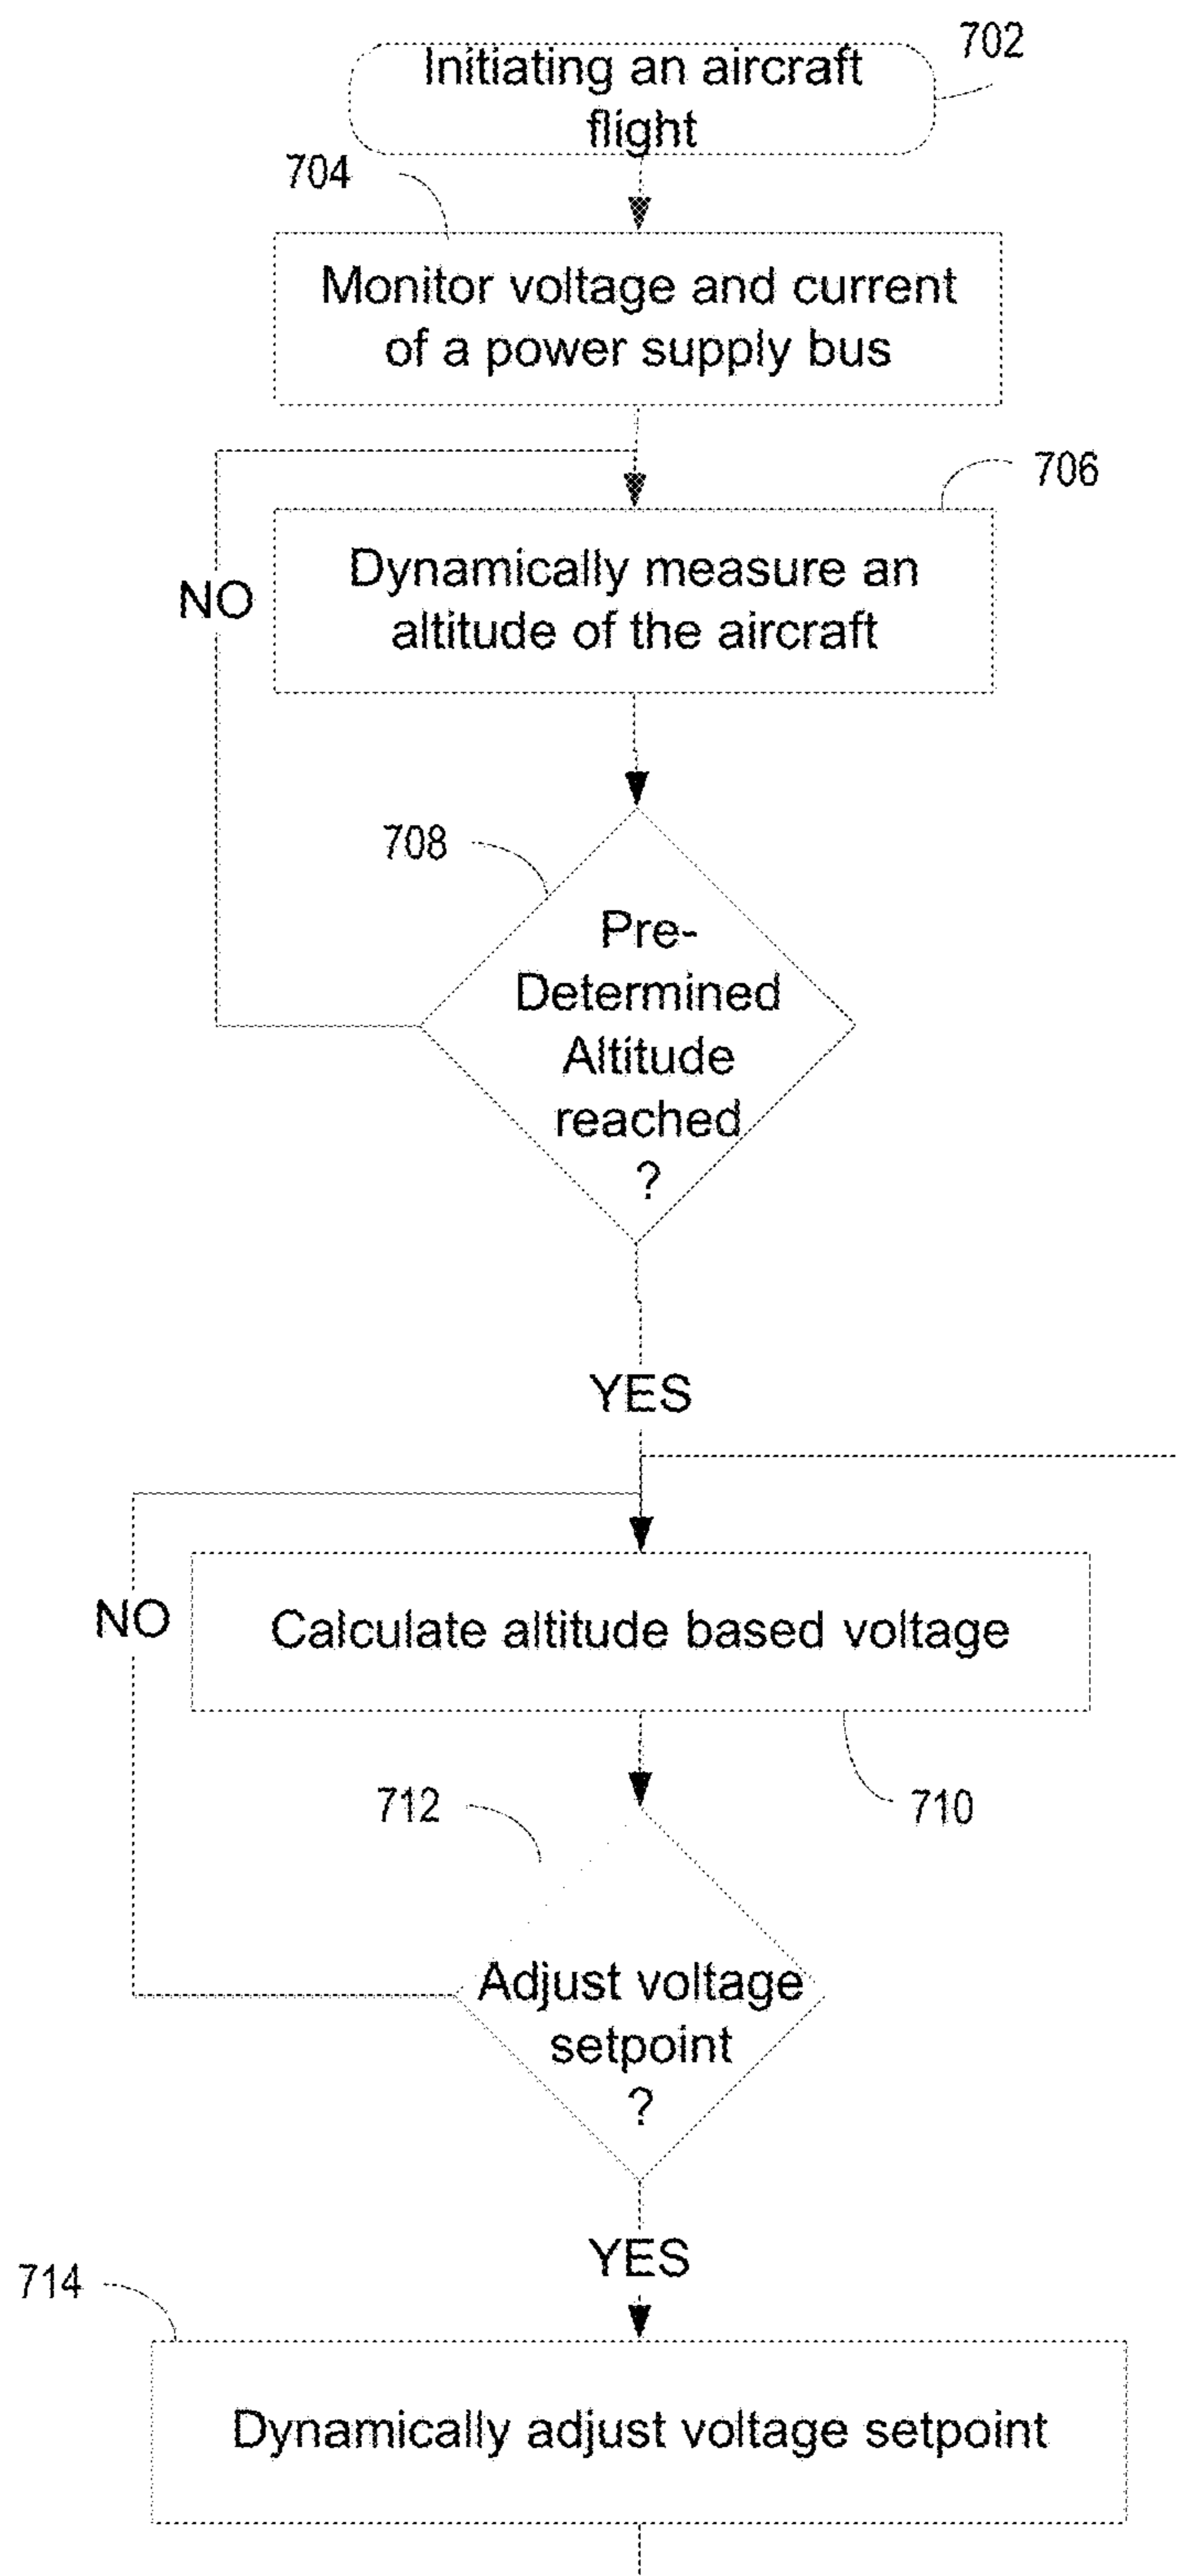 702
Initiating an aircraft
flight
704
Monitor voltage and current
of a power supply bus
706
Dynamically measure an
altitude of the aircraft
NO
708
Pre-
Determined
Altitude
reached
?
YES
NO
Calculate altitude based voltage
710
712
Adjust voltage
setpoint
?
YES
714
Dynamically adjust voltage setpoint